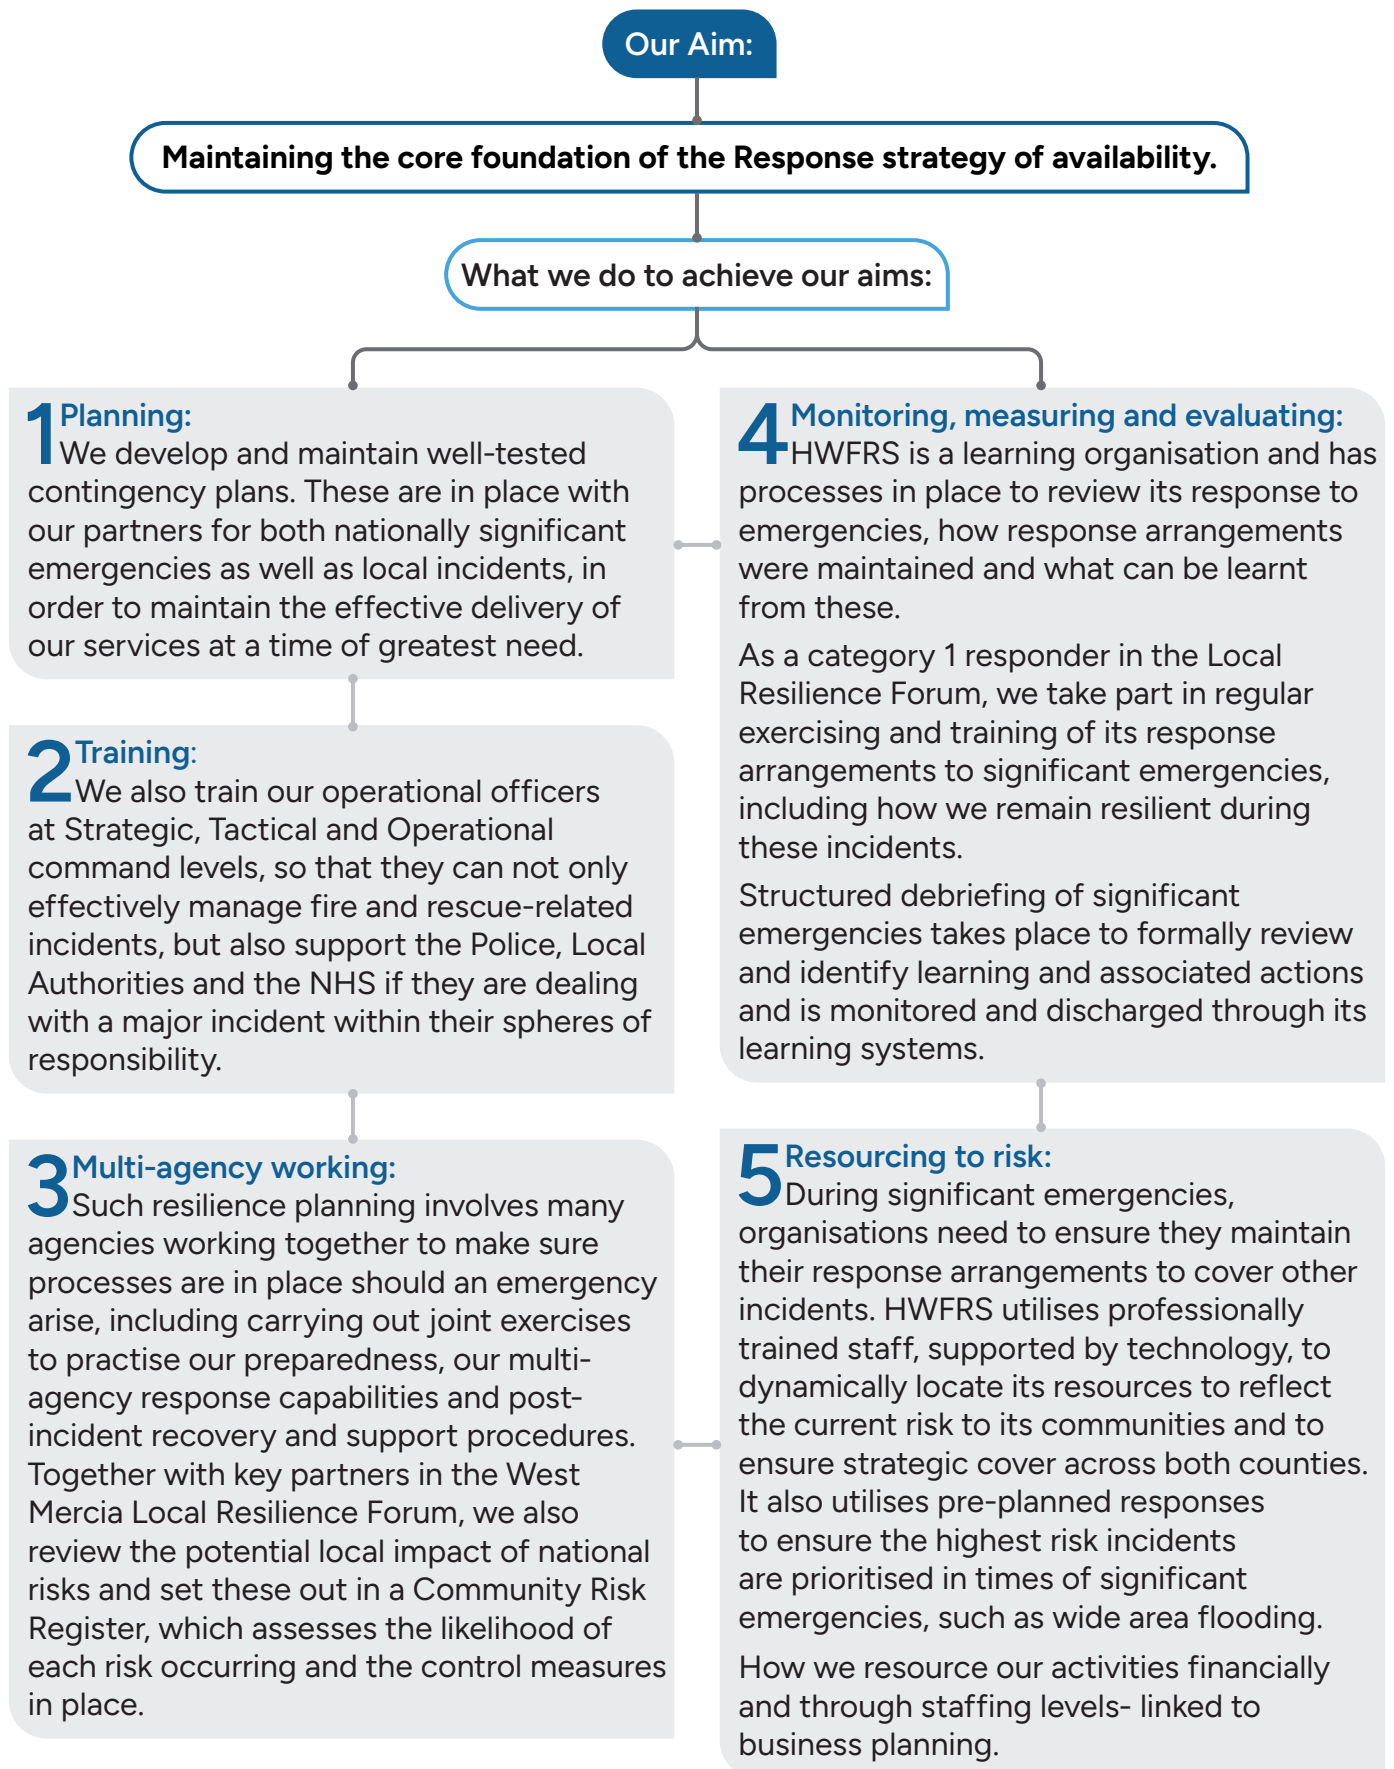 Our Aim:
Maintaining the core foundation of the Response strategy of availability.
What we do to achieve our aims:
1 Planning:
We develop and maintain well-tested
contingency plans. These are in place with
our partners for both nationally significant
emergencies as well as local incidents, in
order to maintain the effective delivery of
our services at a time of greatest need.
2 Training:
We also train our operational officers
at Strategic, Tactical and Operational
command levels, so that they can not only
effectively manage fire and rescue-related
incidents, but also support the Police, Local
Authorities and the NHS if they are dealing
with a major incident within their spheres of
responsibility.
3 Multi-agency working:
Such resilience planning involves many
agencies working together to make sure
processes are in place should an emergency
arise, including carrying out joint exercises
to practise our preparedness, our multi-
agency response capabilities and post-
incident recovery and support procedures.
Together with key partners in the West
Mercia Local Resilience Forum, we also
review the potential local impact of national
risks and set these out in a Community Risk
Register, which assesses the likelihood of
each risk occurring and the control measures
in place.
4 Monitoring, measuring and evaluating:
HWFRS is a learning organisation and has
processes in place to review its response to
emergencies, how response arrangements
were maintained and what can be learnt
from these.
As a category 1 responder in the Local
Resilience Forum, we take part in regular
exercising and training of its response
arrangements to significant emergencies,
including how we remain resilient during
these incidents.
Structured debriefing of significant
emergencies takes place to formally review
and identify learning and associated actions
and is monitored and discharged through its
learning systems.
5 Resourcing to risk:
During significant emergencies,
organisations need to ensure they maintain
their response arrangements to cover other
incidents. HWFRS utilises professionally
trained staff, supported by technology, to
dynamically locate its resources to reflect
the current risk to its communities and to
ensure strategic cover across both counties.
It also utilises pre-planned responses
to ensure the highest risk incidents
are prioritised in times of significant
emergencies, such as wide area flooding.
How we resource our activities financially
and through staffing levels- linked to
business planning.